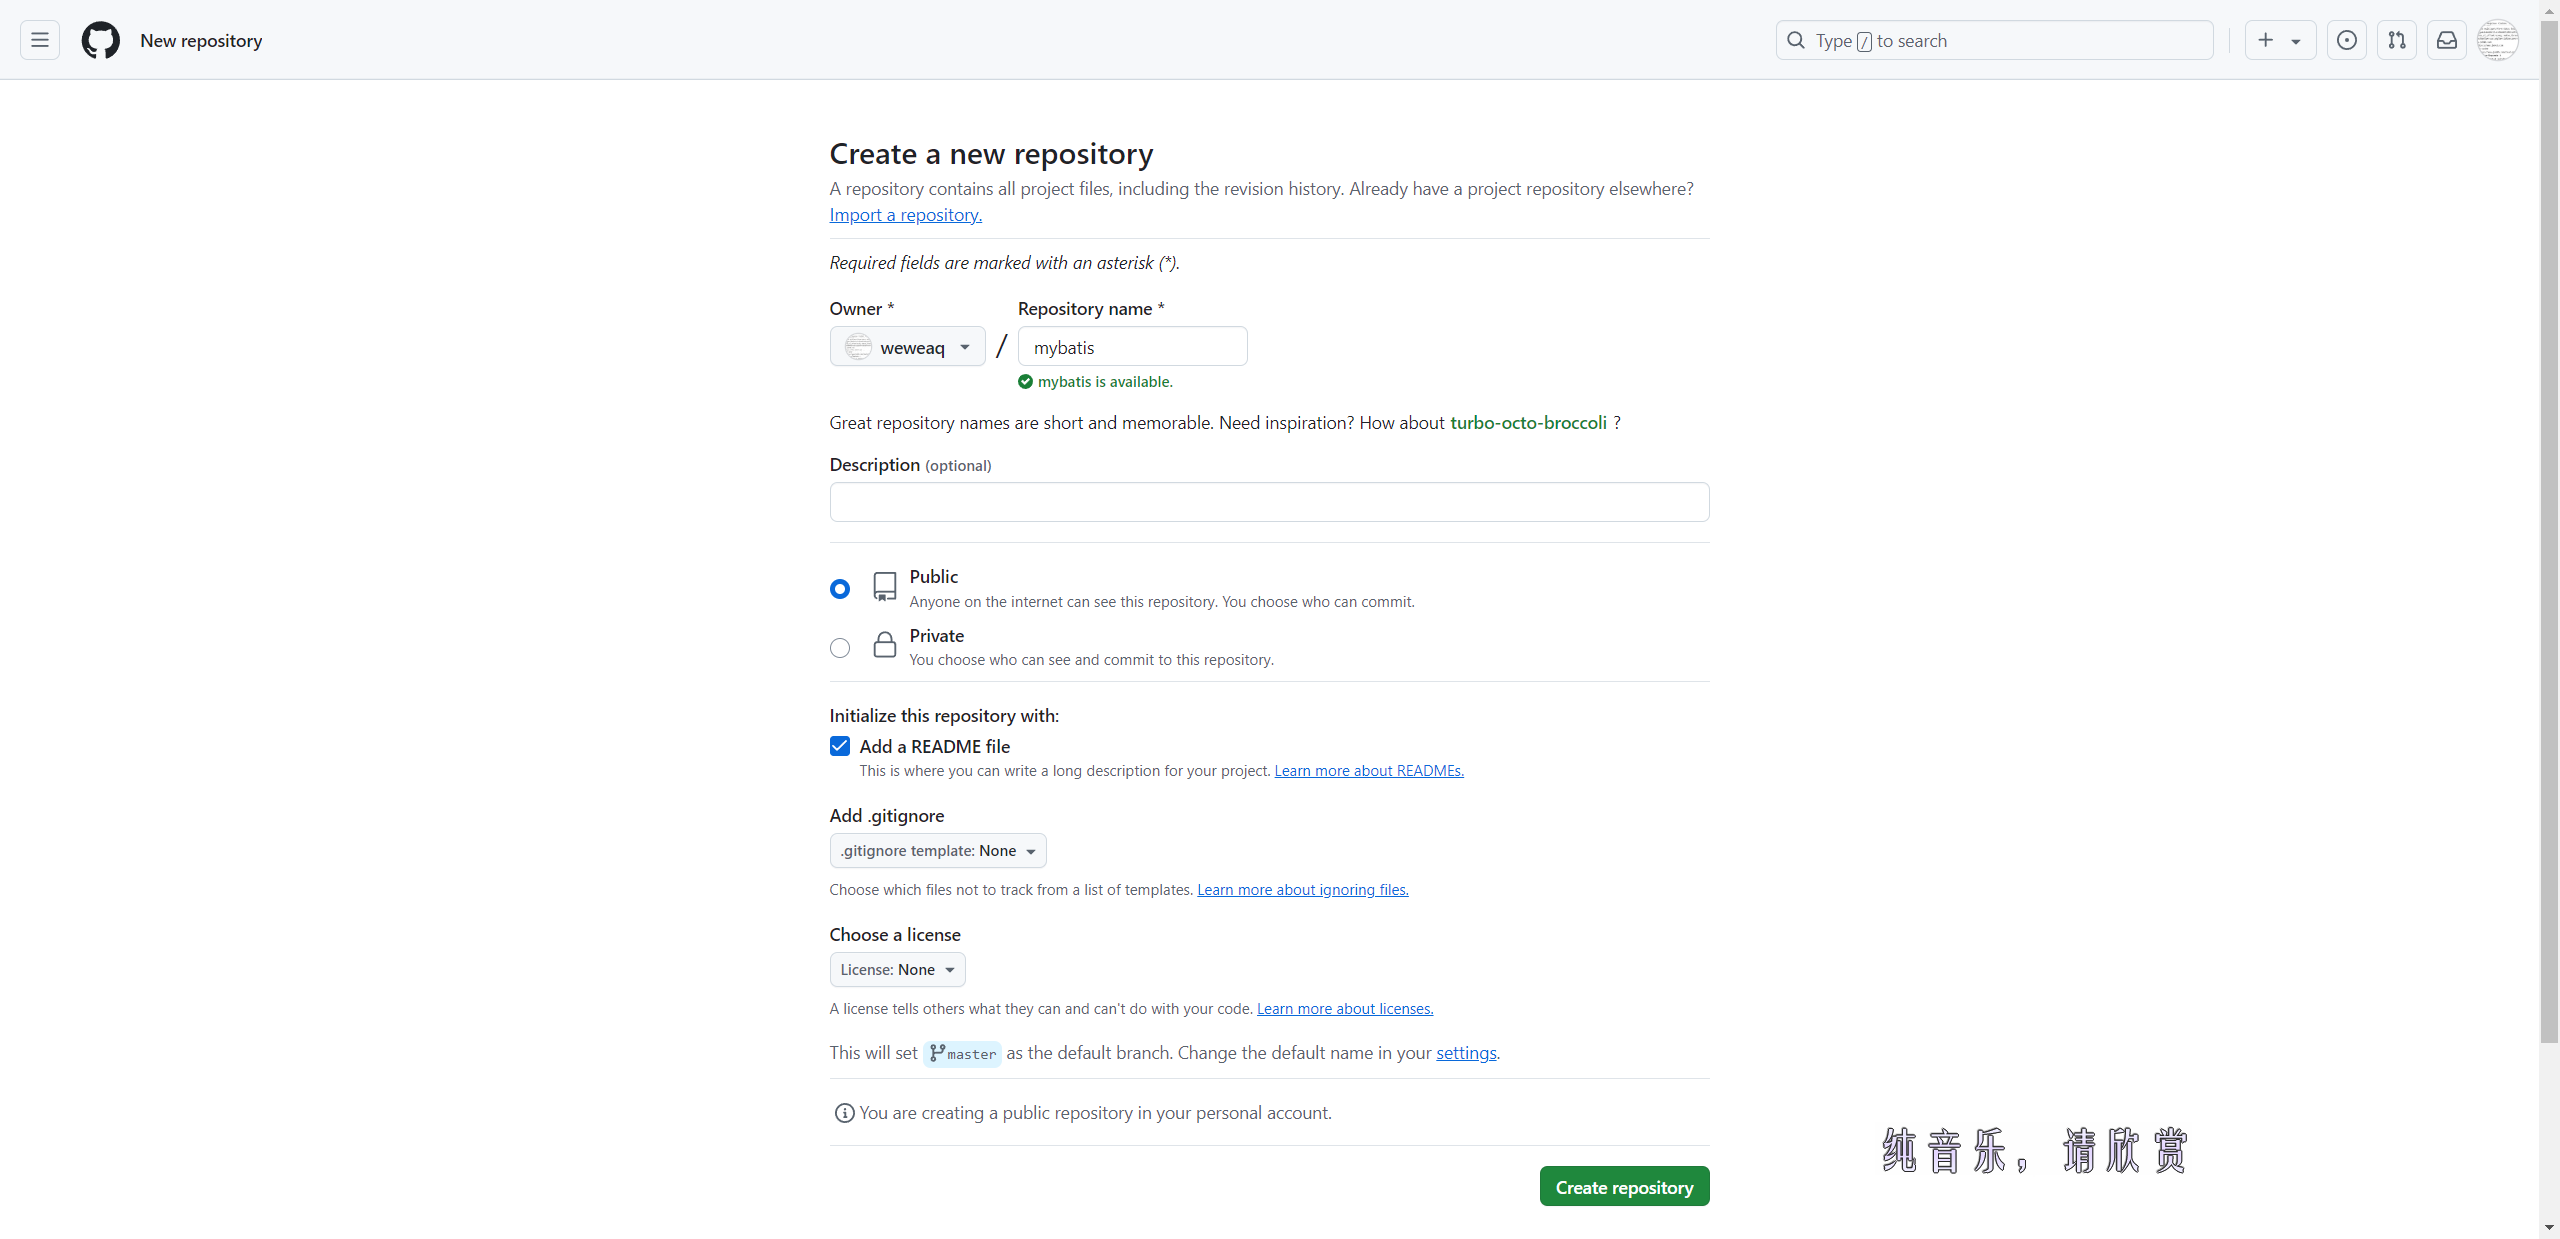 New repository
Type / to search
Create a new repository
A repository contains all project files, including the revision history. Already have a project repository elsewhere?
Import a repository.
Required fields are marked with an asterisk (*).
Owner *
Repository name *
weweaq
/
mybatis
mybatis is available.
Great repository names are short and memorable. Need inspiration? How about turbo-octo-broccoli ?
Description (optional)
Public
Anyone on the internet can see this repository. You choose who can commit.
Private
You choose who can see and commit to this repository.
Initialize this repository with:
Add a README file
This is where you can write a long description for your project. Learn more about READMEs.
Add .gitignore
.gitignore template: None
Choose which files not to track from a list of templates. Learn more about ignoring files.
Choose a license
License: None
A license tells others what they can and can't do with your code. Learn more about licenses.
This will set master as the default branch. Change the default name in your settings.
You are creating a public repository in your personal account.
纯音乐，请欣赏
Create repository